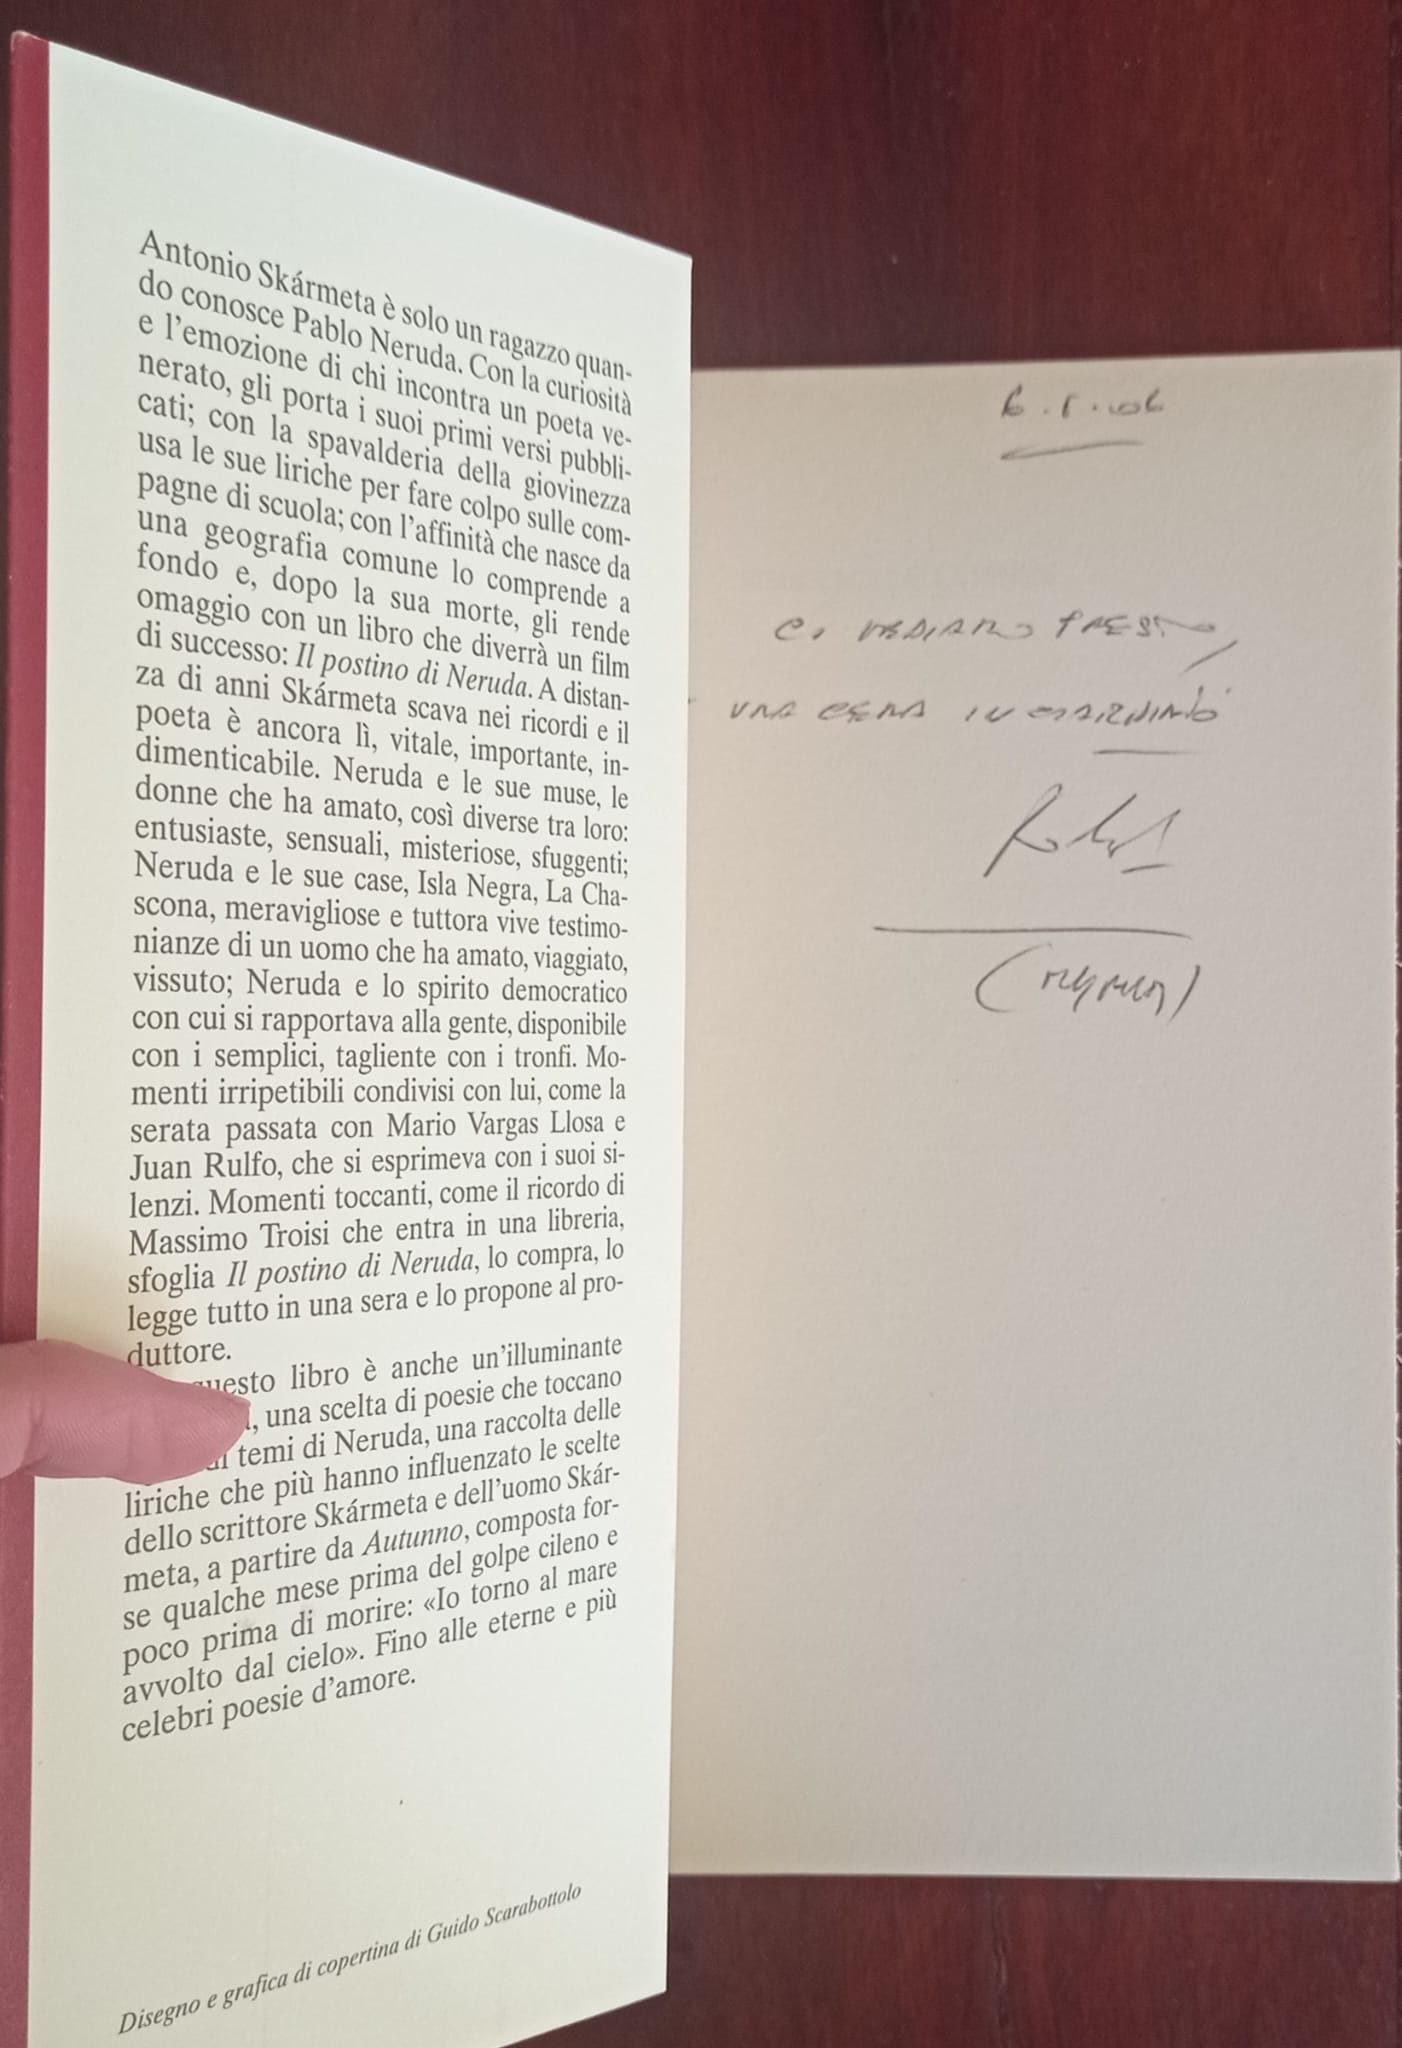 Antonio Skármeta è solo un ragazzo quan-
do conosce Pablo Neruda. Con la curiosità
e l’emozione di chi incontra un poeta ve-
nerato, gli porta i suoi primi versi pubbli-
cati; con la spavalderia della giovinezza
usa le sue liriche per fare colpo sulle com-
pagne di scuola; con l’affinità che nasce da
una geografia comune lo comprende a
fondo e, dopo la sua morte, gli rende
omaggio con un libro che diverrà un film
di successo: Il postino di Neruda. A distan-
za di anni Skármeta scava nei ricordi e il
poeta è ancora lì, vitale, importante, in-
dimenticabile. Neruda e le sue muse, le
donne che ha amato, così diverse tra loro:
entusiaste, sensuali, misteriose, sfuggenti;
Neruda e le sue case, Isla Negra, La Cha-
scona, meravigliose e tuttora vive testimo-
nianze di un uomo che ha amato, viaggiato,
vissuto; Neruda e lo spirito democratico
con cui si rapportava alla gente, disponibile
con i semplici, tagliente con i tronfi. Mo-
menti irripetibili condivisi con lui, come la
serata passata con Mario Vargas Llosa e
Juan Rulfo, che si esprimeva con i suoi si-
lenzi. Momenti toccanti, come il ricordo di
Massimo Troisi che entra in una libreria,
sfoglia Il postino di Neruda, lo compra, lo
legge tutto in una sera e lo propone al pro-
duttore.
questo libro è anche un’illuminante
una scelta di poesie che toccano
temi di Neruda, una raccolta delle
liriche che più hanno influenzato le scelte
dello scrittore Skármeta e dell’uomo Skár-
meta, a partire da Autunno, composta for-
se qualche mese prima del golpe cileno e
poco prima di morire: «Io torno al mare
avvolto dal cielo». Fino alle eterne e più
celebri poesie d’amore.
Disegno e grafica di copertina di Guido Scarabottolo
CI VEDIAMO PRESTO,
UNA CENA IN GIARDINO